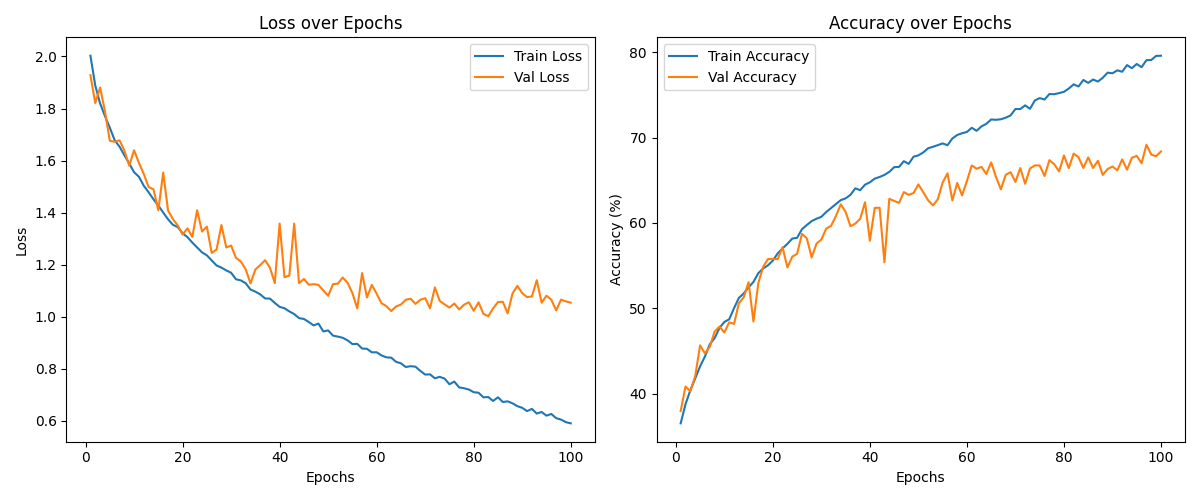 Loss over Epochs
2.0
1.8
1.6
1.4
1.2
1.0
0.8
0.6
Loss
Train Loss
Val Loss
0 20 40 60 80 100
Epochs
Accuracy over Epochs
80
70
60
50
40
Accuracy (%)
Train Accuracy
Val Accuracy
0 20 40 60 80 100
Epochs